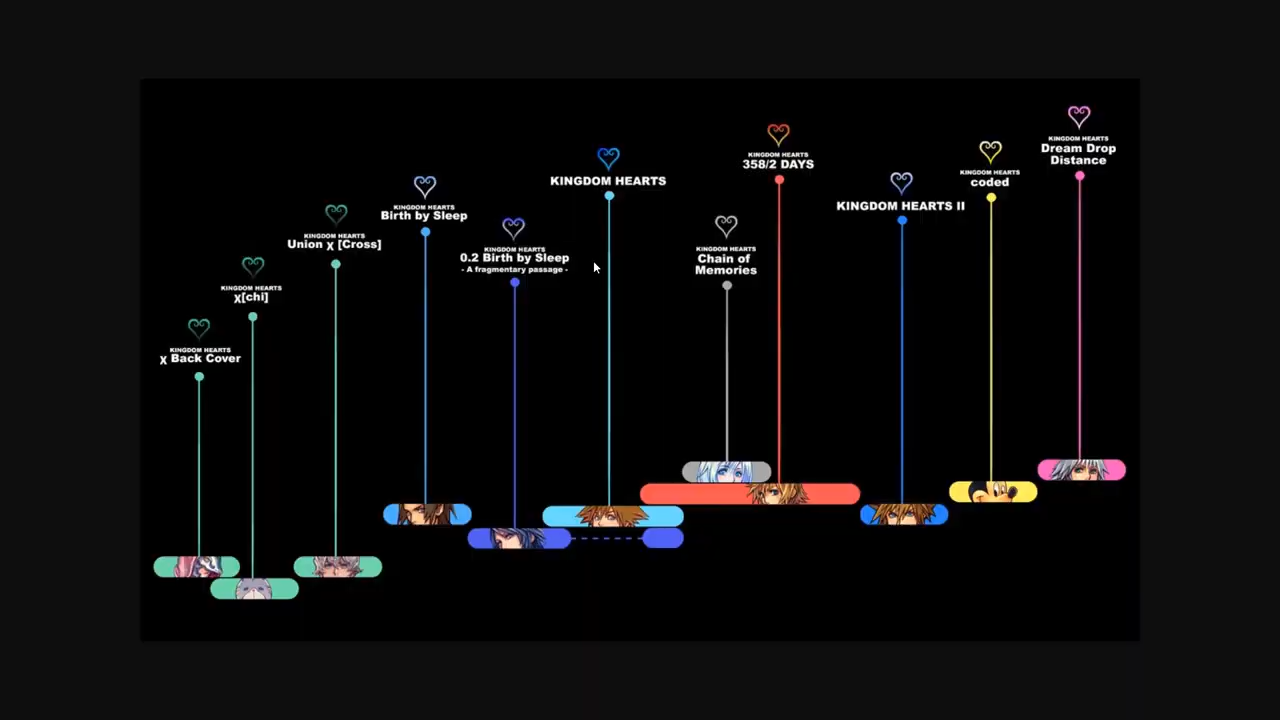 KINGDOM HEARTS
χ Back Cover
KINGDOM HEARTS
χ[chi]
KINGDOM HEARTS
Union χ [Cross]
KINGDOM HEARTS
Birth by Sleep
KINGDOM HEARTS
0.2 Birth by Sleep
- A fragmentary passage -
KINGDOM HEARTS
KINGDOM HEARTS
Chain of
Memories
KINGDOM HEARTS
358/2 DAYS
KINGDOM HEARTS II
KINGDOM HEARTS
coded
KINGDOM HEARTS
Dream Drop
Distance